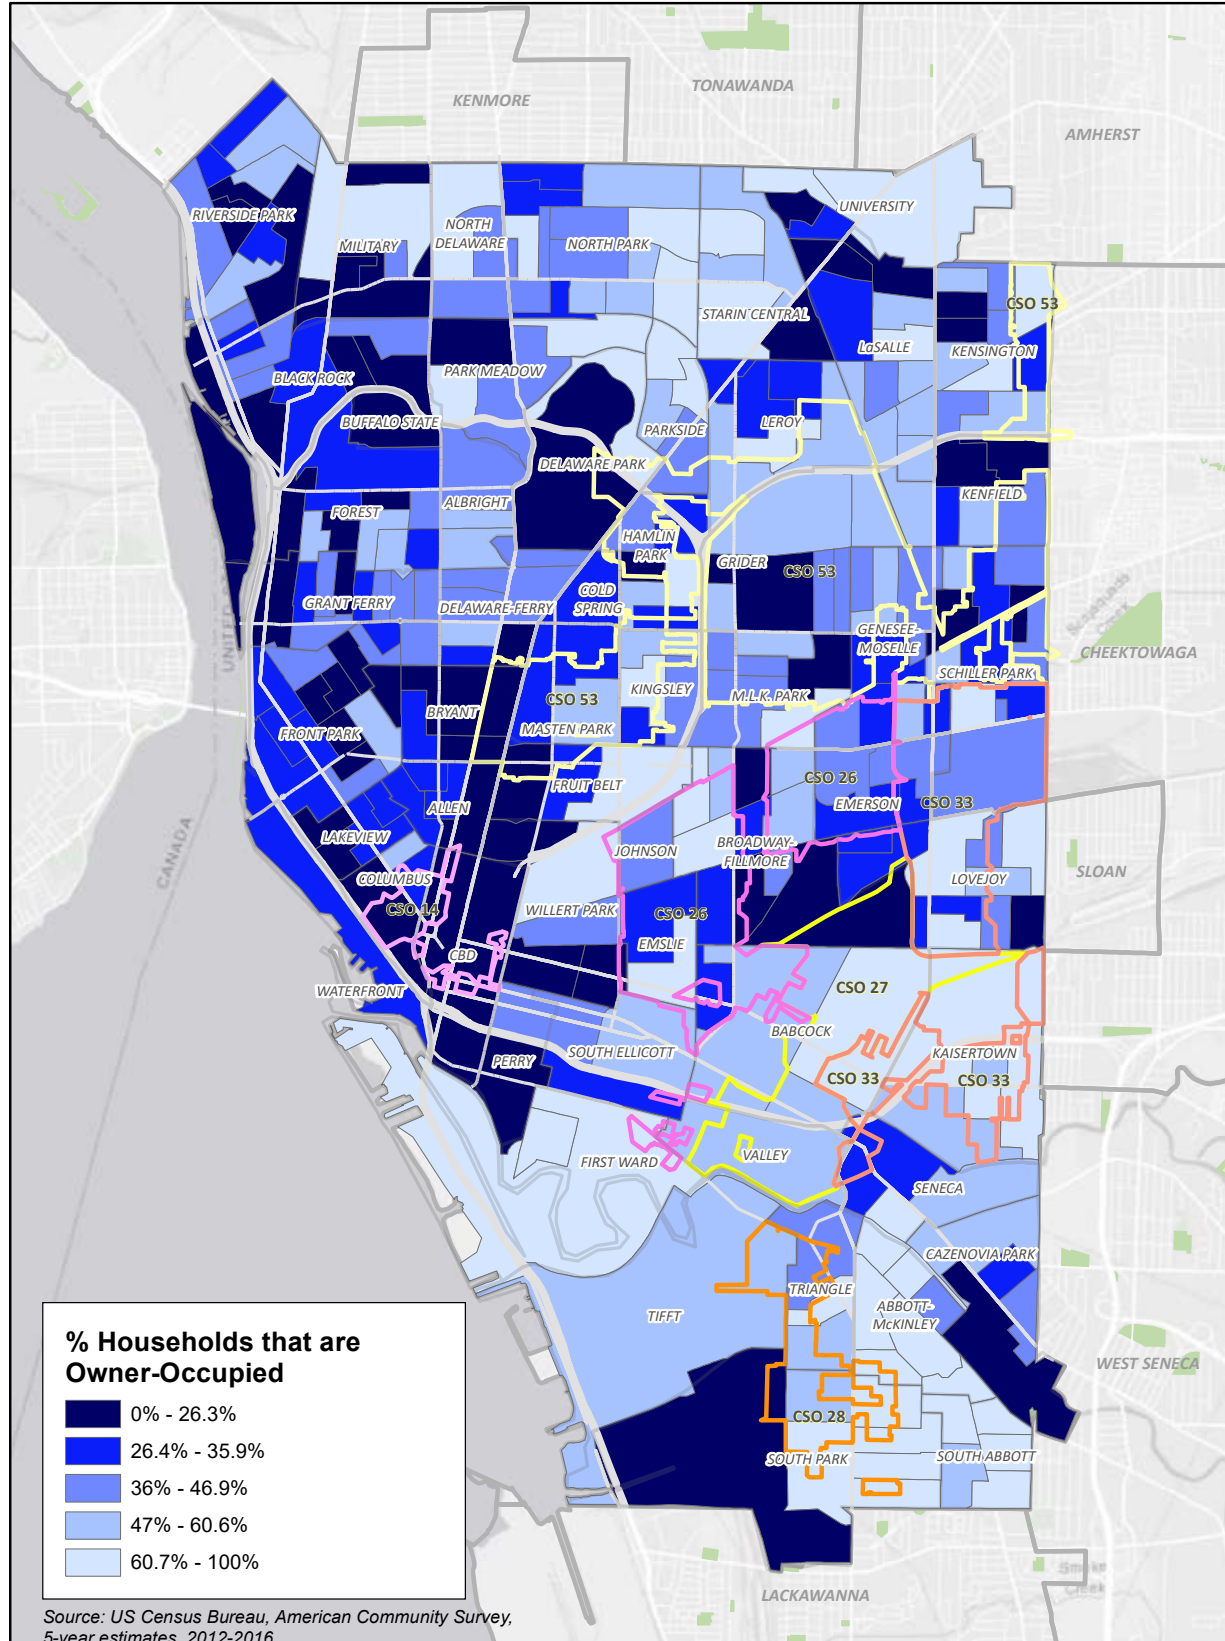 TONAWANDA
KENMORE
AMHERST
UNIVERSITY
RIVERSIDE PARK
NORTH
DELAWARE
MILITARY
NORTH PARK
CSO 53
STARIN CENTRAL
LaSALLE
KENSINGTON
PARK MEADOW
BLACK ROCK
BUFFALO STATE
PARKSIDE
LEROY
DELAWARE PARK
KENFIELD
ALBRIGHT
FOREST
HAMLIN
PARK
GRIDER
CSO 53
COLD
SPRING
GRANT FERRY
DELAWARE-FERRY
GENESEE-
MOSELLE
CHEEKTOWAGA
SCHILLER PARK
KINGSLEY
M.L.K. PARK
CSO 53
BRYANT
MASTEN PARK
FRONT PARK
CSO 26
FRUIT BELT
EMERSON
CSO 33
ALLEN
LAKEVIEW
CANADA
JOHNSON
BROADWAY-
FILLMORE
SLOAN
COLUMBUS
LOVEJOY
CSO 14
WILLERT PARK
CSO 26
EMSLIE
CBD
WATERFRONT
CSO 27
BABCOCK
SOUTH ELLICOTT
PERRY
KAISERTOWN
CSO 33
CSO 33
FIRST WARD
VALLEY
SENECA
CAZENOVIA PARK
TRIANGLE
TIFFT
ABBOTT-
McKINLEY
WEST SENECA
CSO 28
SOUTH PARK
SOUTH ABBOTT
Smoke
Creek
LACKAWANNA
% Households that are
Owner-Occupied
0% - 26.3%
26.4% - 35.9%
36% - 46.9%
47% - 60.6%
60.7% - 100%
Source: US Census Bureau, American Community Survey,
5-year estimates, 2012-2016